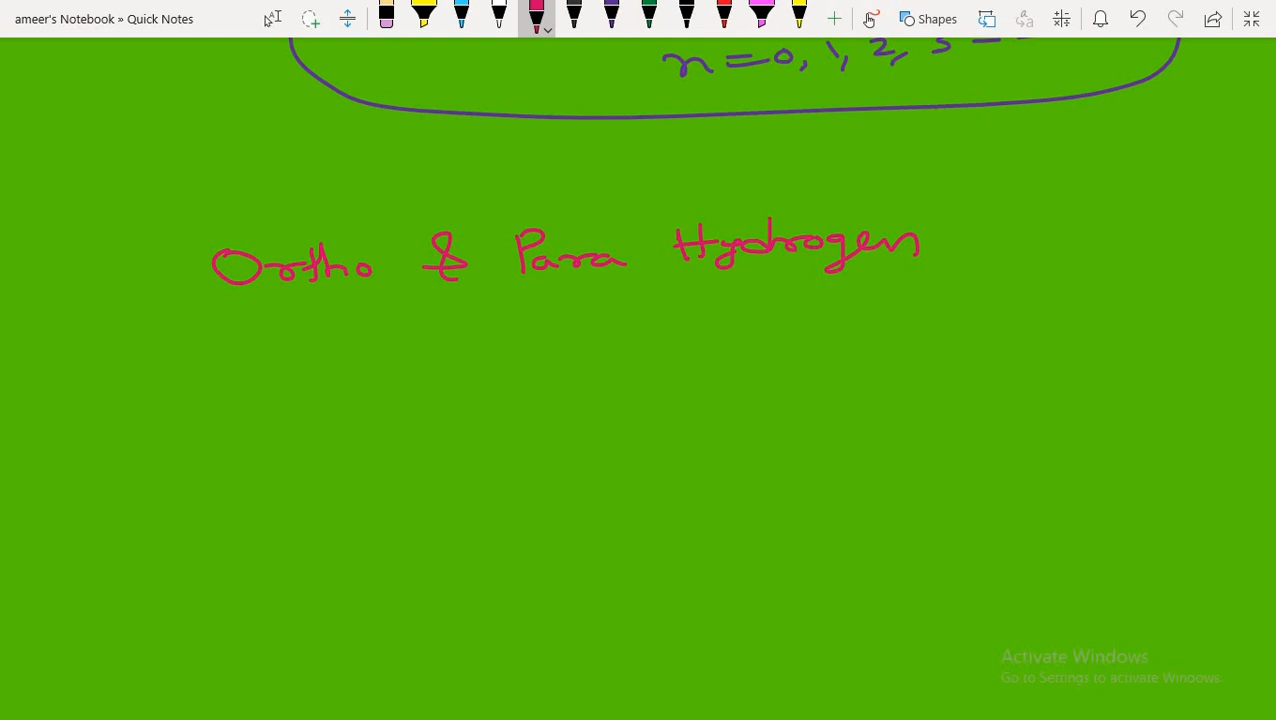 ameer's Notebook » Quick Notes
Shapes
n = 0, 1, 2, 3 - -
Ortho & Para Hydrogen
Activate Windows
Go to Settings to activate Windows.